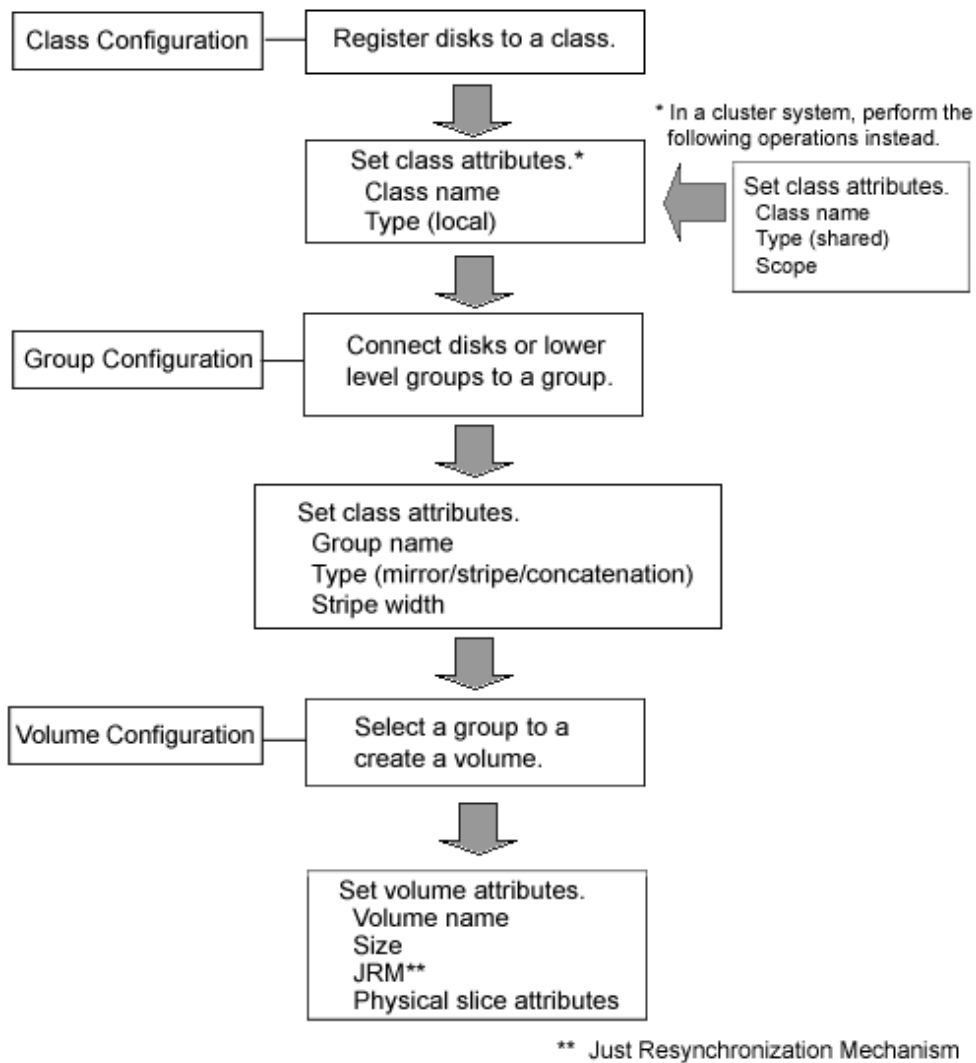 Class Configuration
Register disks to a class.
* In a cluster system, perform the
following operations instead.
Set class attributes.*
Class name
Type (local)
Set class attributes.
Class name
Type (shared)
Scope
Group Configuration
Connect disks or lower
level groups to a group.
Set class attributes.
Group name
Type (mirror/stripe/concatenation)
Stripe width
Volume Configuration
Select a group to a
create a volume.
Set volume attributes.
Volume name
Size
JRM**
Physical slice attributes
** Just Resynchronization Mechanism